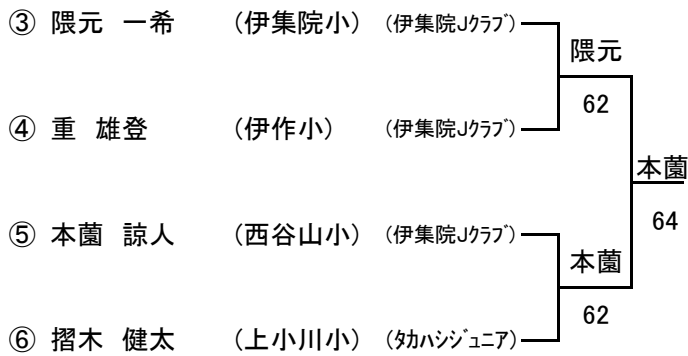 ③ 隈元 一希 (伊集院小) (伊集院Jｸﾗﾌﾞ)
隈元
62
④ 重 雄登 (伊作小) (伊集院Jｸﾗﾌﾞ)
本薗
64
⑤ 本薗 諒人 (西谷山小) (伊集院Jｸﾗﾌﾞ)
本薗
62
⑥ 摺木 健太 (上小川小) (ﾀｶﾊｼｼﾞｭﾆｱ)